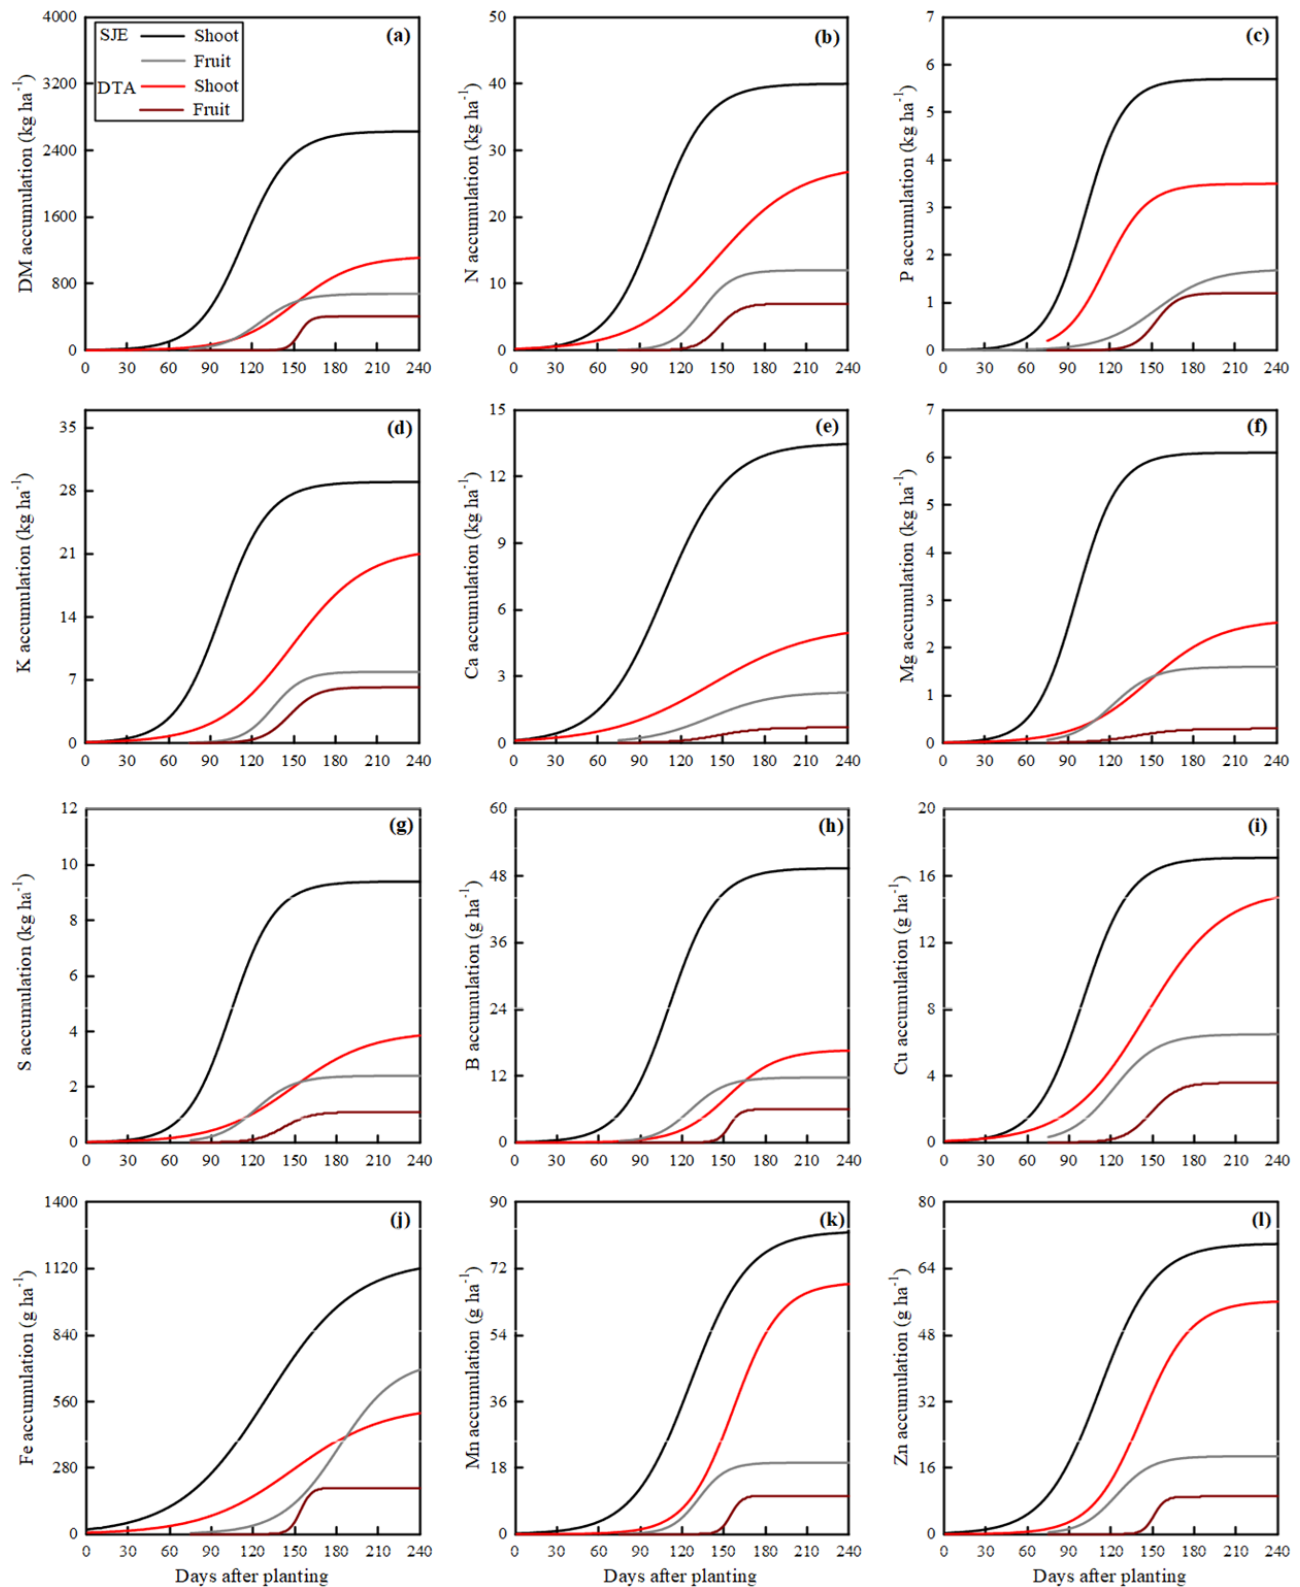 (a)
SJE Shoot
Fruit
DTA Shoot
Fruit
DM accumulation (kg ha⁻¹)
4000
3200
2400
1600
800
0
0 30 60 90 120 150 180 210 240
(b)
N accumulation (kg ha⁻¹)
50
40
30
20
10
0
0 30 60 90 120 150 180 210 240
(c)
P accumulation (kg ha⁻¹)
7
6
5
4
3
2
1
0
0 30 60 90 120 150 180 210 240
(d)
K accumulation (kg ha⁻¹)
35
28
21
14
7
0
0 30 60 90 120 150 180 210 240
(e)
Ca accumulation (kg ha⁻¹)
15
12
9
6
3
0
0 30 60 90 120 150 180 210 240
(f)
Mg accumulation (kg ha⁻¹)
7
6
5
4
3
2
1
0
0 30 60 90 120 150 180 210 240
(g)
S accumulation (kg ha⁻¹)
12
10
8
6
4
2
0
0 30 60 90 120 150 180 210 240
(h)
B accumulation (g ha⁻¹)
60
48
36
24
12
0
0 30 60 90 120 150 180 210 240
(i)
Cu accumulation (g ha⁻¹)
20
16
12
8
4
0
0 30 60 90 120 150 180 210 240
(j)
Fe accumulation (g ha⁻¹)
1400
1120
840
560
280
0
0 30 60 90 120 150 180 210 240
Days after planting
(k)
Mn accumulation (g ha⁻¹)
90
72
54
36
18
0
0 30 60 90 120 150 180 210 240
Days after planting
(l)
Zn accumulation (g ha⁻¹)
80
64
48
32
16
0
0 30 60 90 120 150 180 210 240
Days after planting